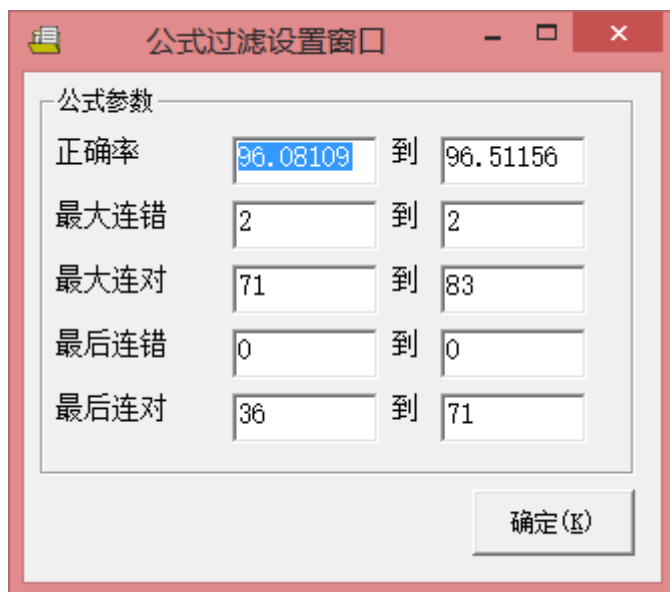 公式过滤设置窗口
公式参数
正确率 96.08109 到 96.51156
最大连错 2 到 2
最大连对 71 到 83
最后连错 0 到 0
最后连对 36 到 71
确定(K)